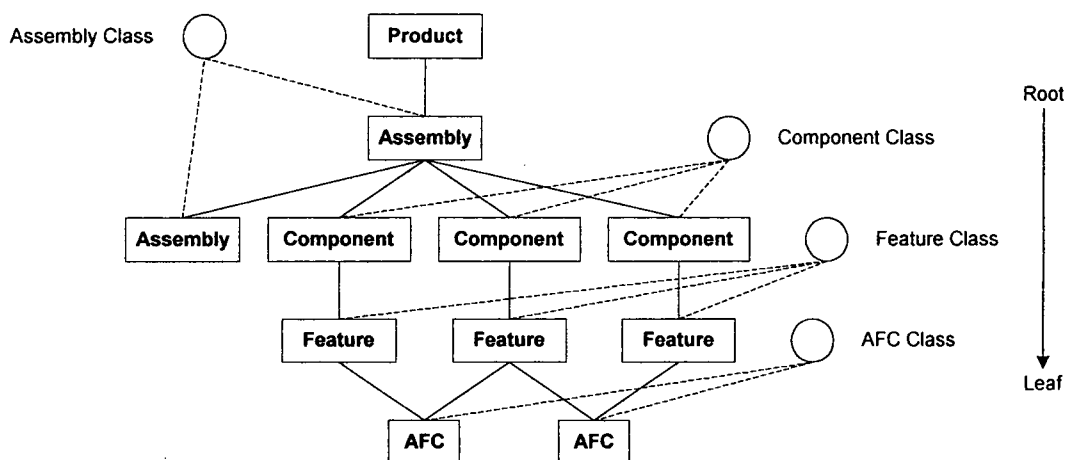 Assembly Class
Product
Root
Assembly
Component Class
Assembly
Component
Component
Component
Feature Class
Feature
Feature
Feature
AFC Class
Leaf
AFC
AFC